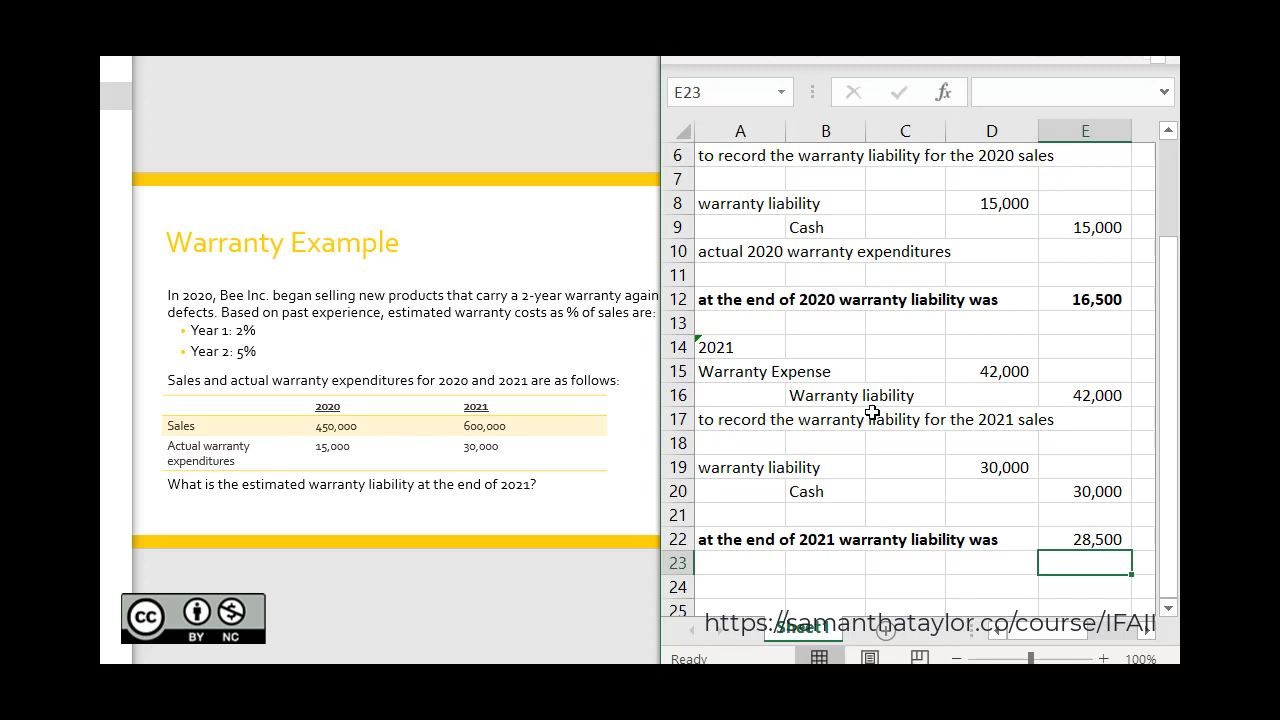 Warranty Example
In 2020, Bee Inc. began selling new products that carry a 2-year warranty again
defects. Based on past experience, estimated warranty costs as % of sales are:
• Year 1: 2%
• Year 2: 5%
Sales and actual warranty expenditures for 2020 and 2021 are as follows:
2020 2021
Sales 450,000 600,000
Actual warranty 15,000 30,000
expenditures
What is the estimated warranty liability at the end of 2021?
CC
BY NC
E23
fx
A B C D E
6 to record the warranty liability for the 2020 sales
7
8 warranty liability 15,000
9 Cash 15,000
10 actual 2020 warranty expenditures
11
12 at the end of 2020 warranty liability was 16,500
13
14 2021
15 Warranty Expense 42,000
16 Warranty liability 42,000
17 to record the warranty liability for the 2021 sales
18
19 warranty liability 30,000
20 Cash 30,000
21
22 at the end of 2021 warranty liability was 28,500
23
24
25
https://samanthataylor.co/course/IFAII
Sheet1
Ready 100%